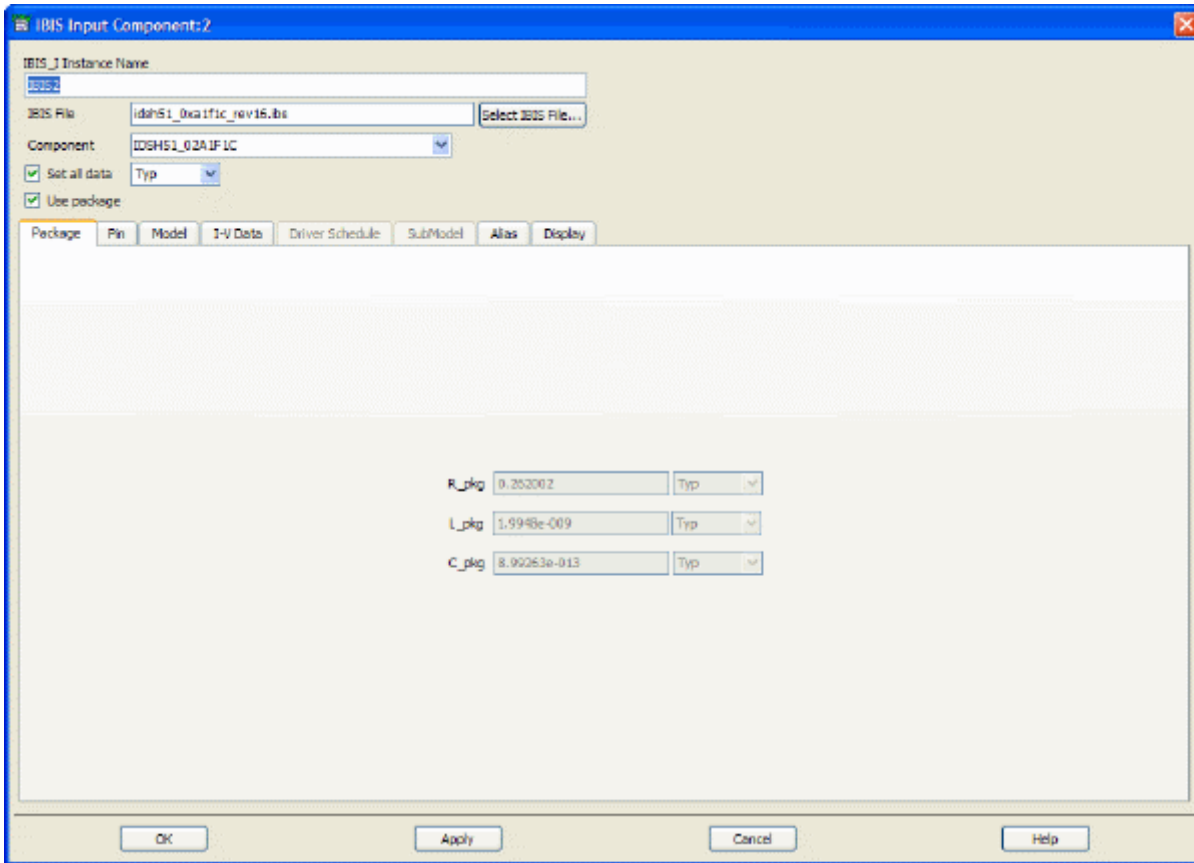 IBIS Input Component:2
IBIS_I Instance Name
IBIS2
IBIS File idsh51_0xa1f1c_rev16.ibs Select IBIS File...
Component IDSH51_02A1F1C
Set all data Typ
Use package
Package Pin Model I-V Data Driver Schedule SubModel Alias Display
R_pkg 0.262002 Typ
L_pkg 1.9948e-009 Typ
C_pkg 8.99263e-013 Typ
OK Apply Cancel Help